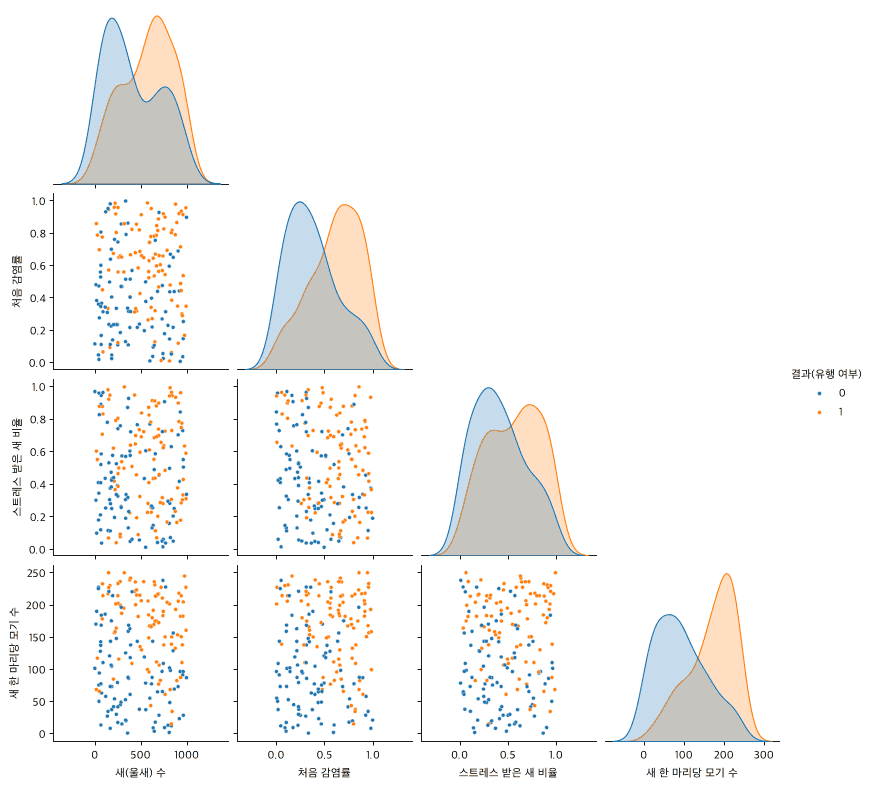 처음 감염률
1.0
0.8
0.6
0.4
0.2
0.0
스트레스 받은 새 비율
1.0
0.8
0.6
0.4
0.2
0.0
결과(유행 여부)
0
1
새 한 마리당 모기 수
250
200
150
100
50
0
0 500 1000
새(울새) 수
0.0 0.5 1.0
처음 감염률
0.0 0.5 1.0
스트레스 받은 새 비율
0 100 200 300
새 한 마리당 모기 수